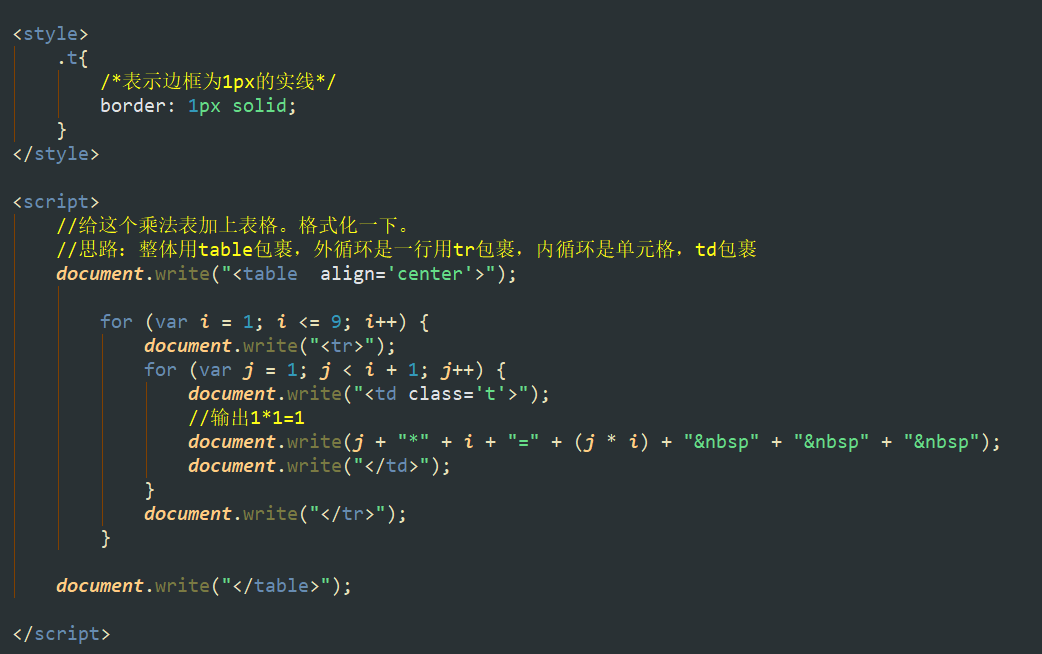 <style>
.t{
/*表示边框为1px的实线*/
border: 1px solid;
}
</style>
<script>
//给这个乘法表加上表格。格式化一下。
//思路：整体用table包裹，外循环是一行用tr包裹，内循环是单元格，td包裹
document.write("<table  align='center'>");
for (var i = 1; i <= 9; i++) {
document.write("<tr>");
for (var j = 1; j < i + 1; j++) {
document.write("<td class='t'>");
//输出1*1=1
document.write(j + "*" + i + "=" + (j * i) + "&nbsp" + "&nbsp" + "&nbsp");
document.write("</td>");
}
document.write("</tr>");
}
document.write("</table>");
</script>